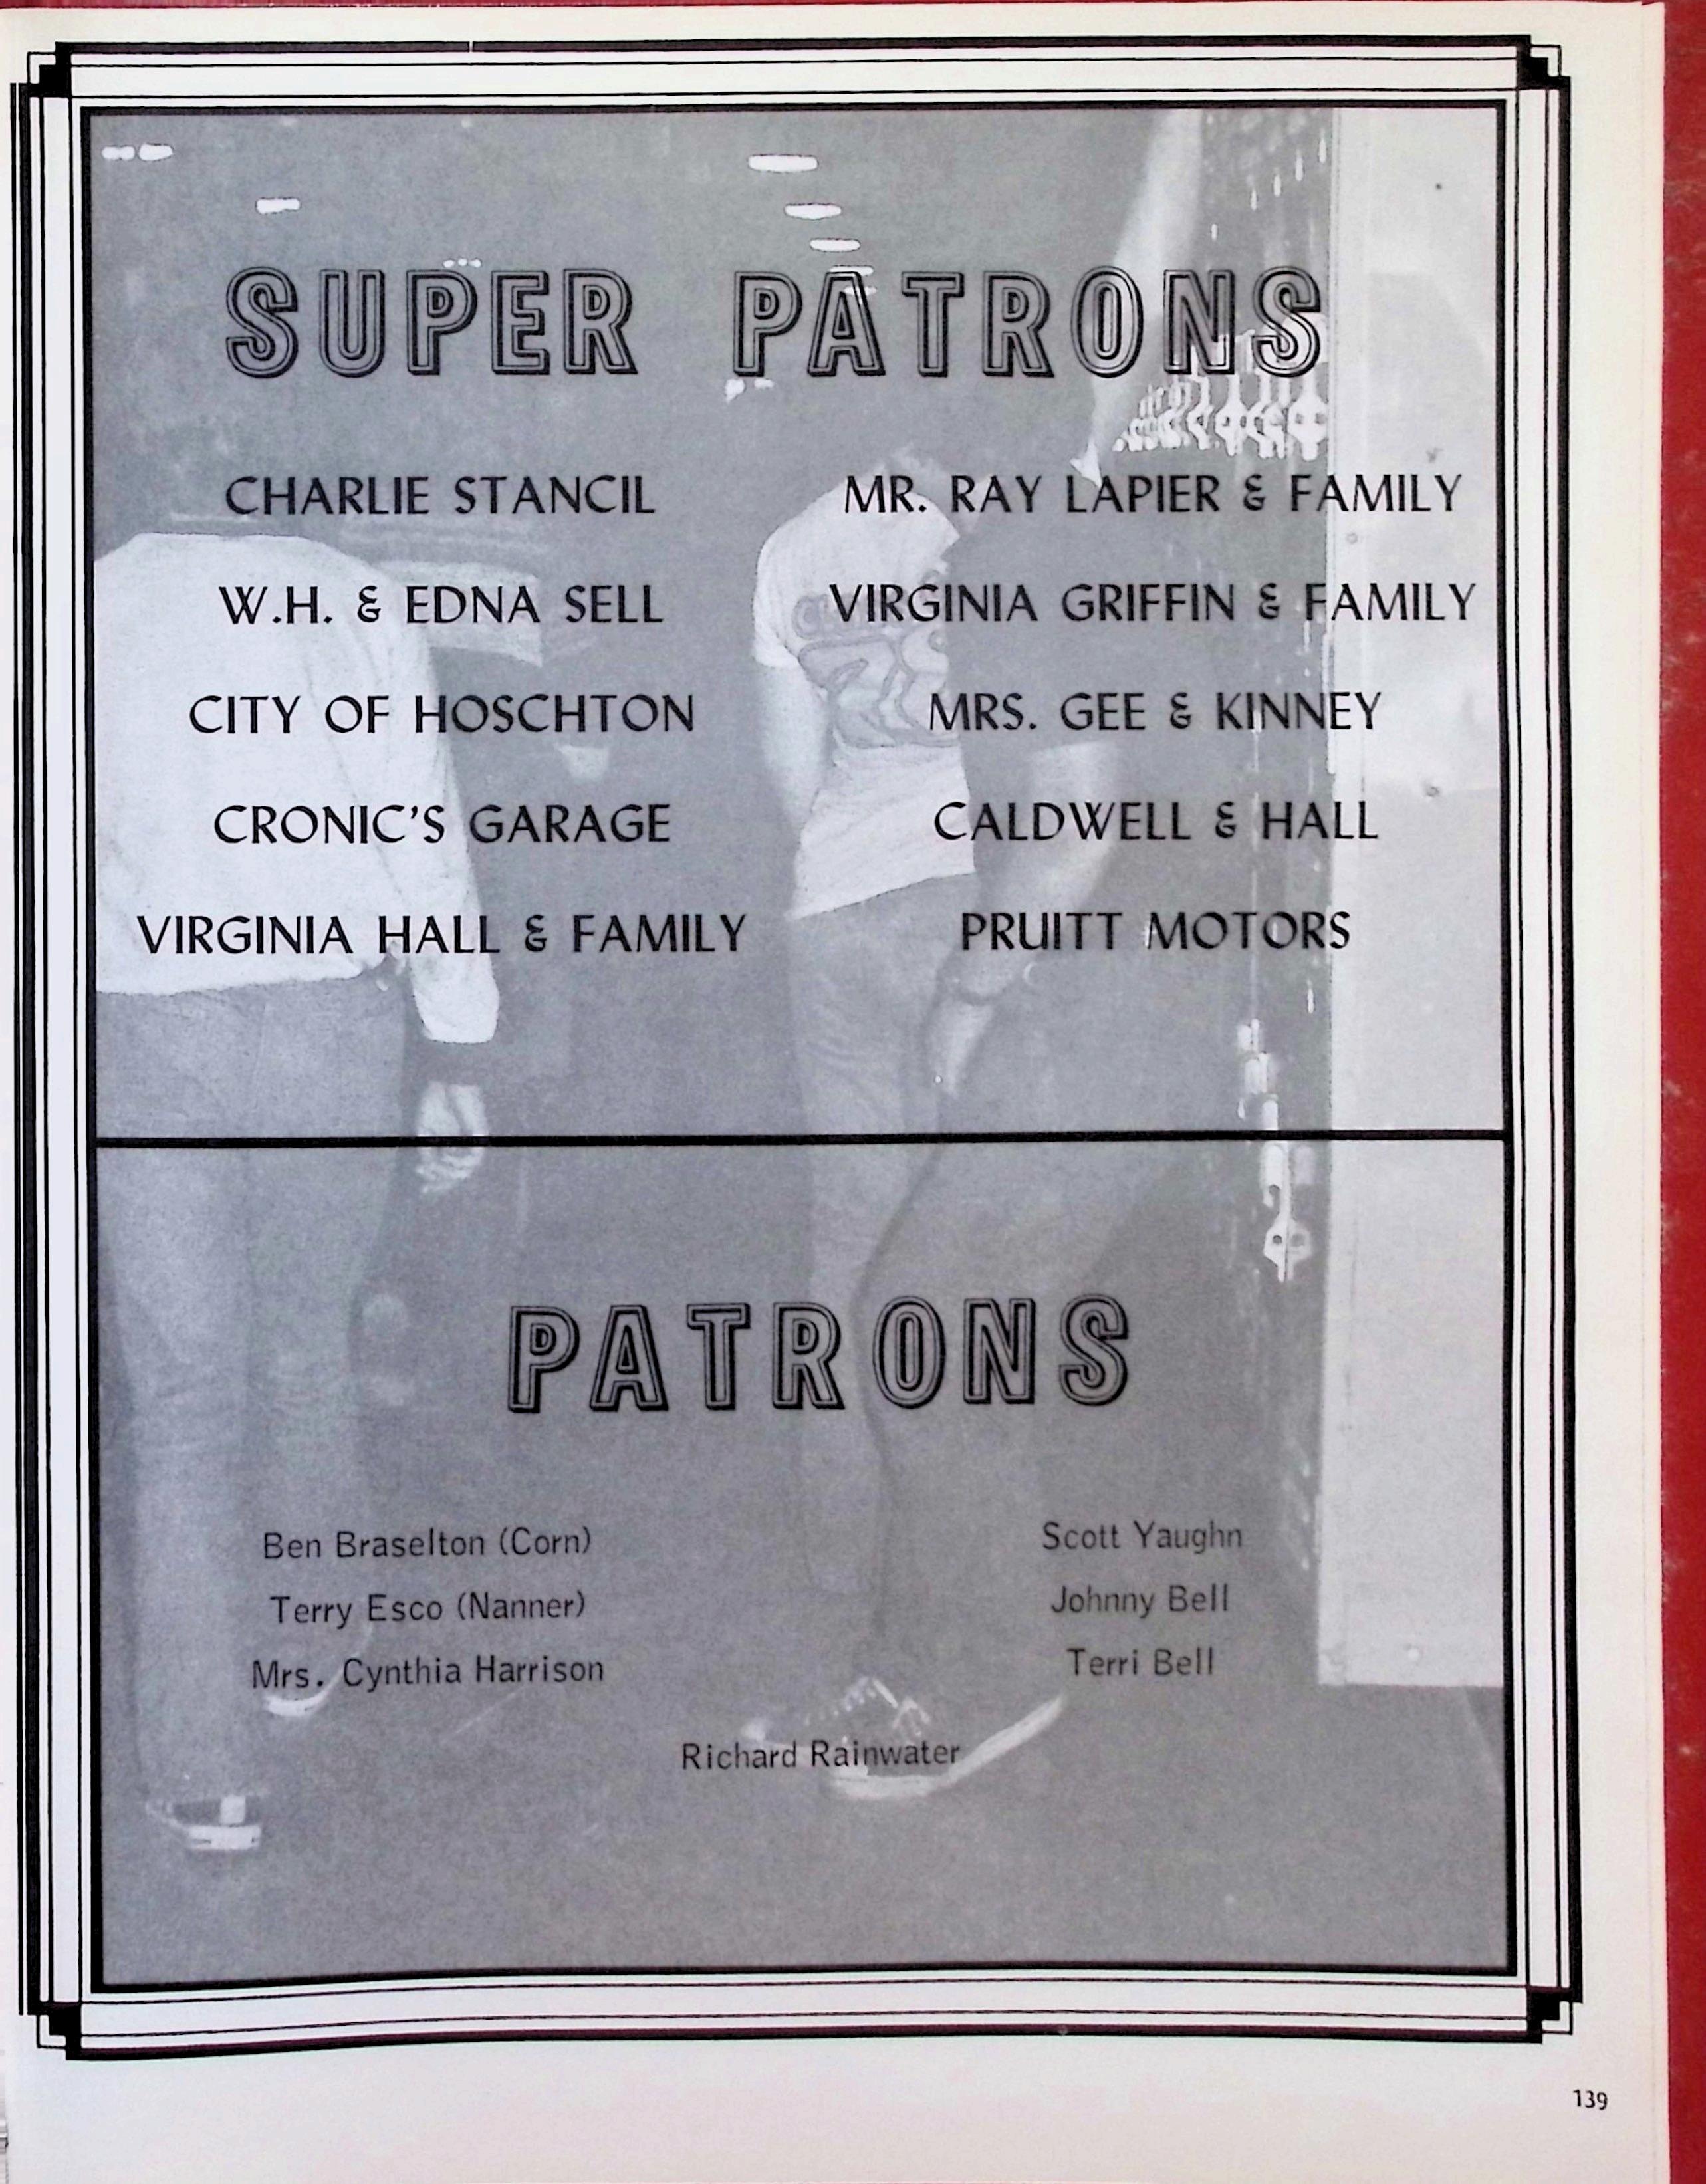 SUPER PATRONS
CHARLIE STANCIL
W.H. & EDNA SELL
CITY OF HOSCHTON
CRONIC'S GARAGE
VIRGINIA HALL & FAMILY
MR. RAY LAPIER & FAMILY
VIRGINIA GRIFFIN & FAMILY
MRS. GEE & KINNEY
CALDWELL & HALL
PRUITT MOTORS
PATRONS
Ben Braselton (Corn)
Terry Esco (Nanner)
Mrs. Cynthia Harrison
Scott Yaughn
Johnny Bell
Terri Bell
Richard Rainwater
139